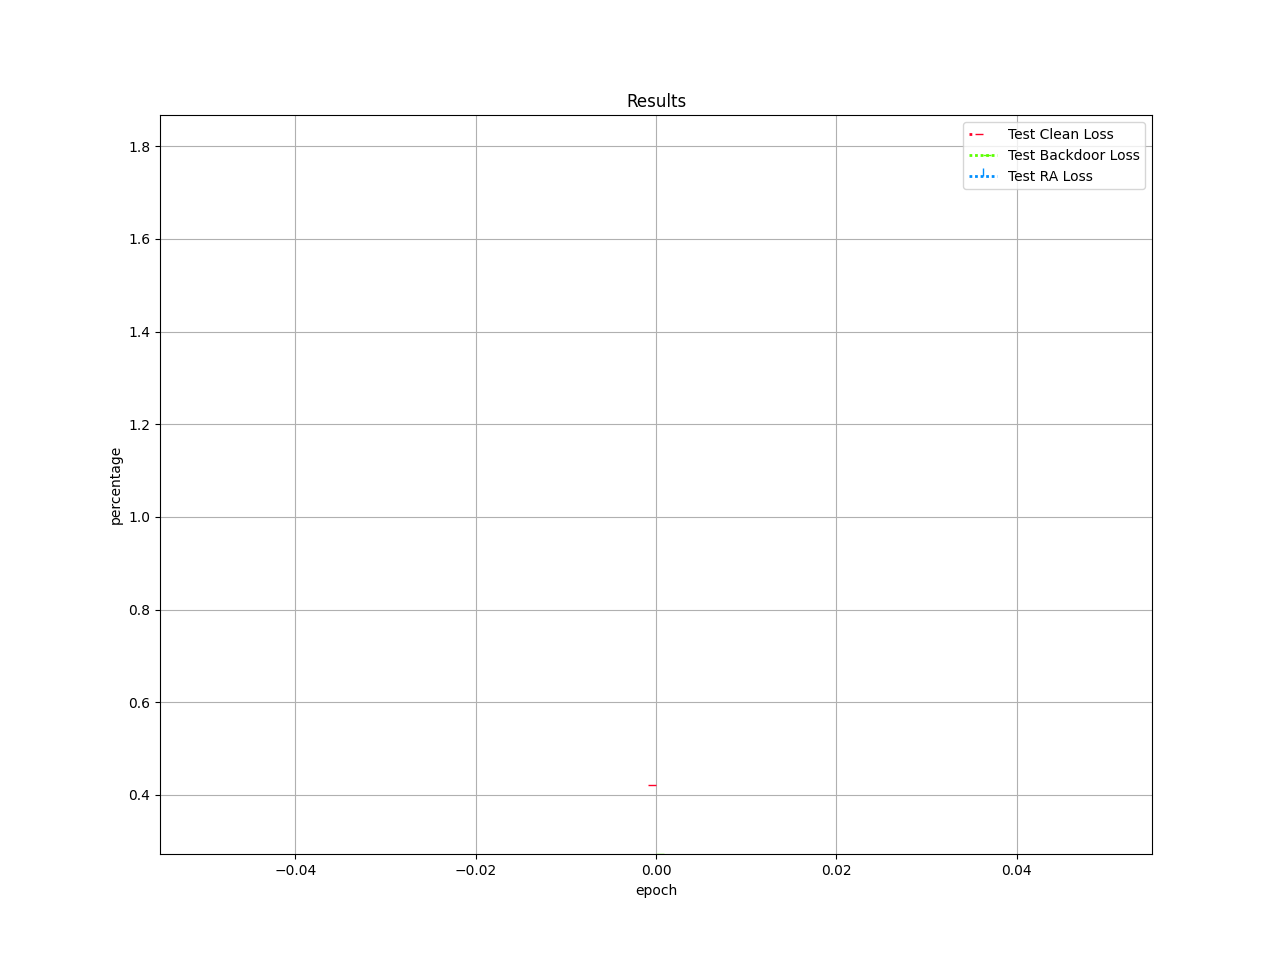 Results
Test Clean Loss
Test Backdoor Loss
Test RA Loss
1.8
1.6
1.4
1.2
1.0
0.8
0.6
0.4
percentage
−0.04
−0.02
0.00
0.02
0.04
epoch